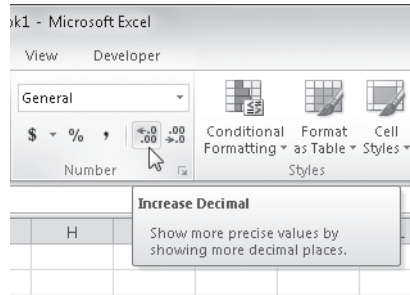 ok1 - Microsoft Excel
View Developer
General
$ % , .0 .00 .00 .0
Conditional Formatting
Format as Table
Cell Styles
Number
Styles
H
Increase Decimal
Show more precise values by
showing more decimal places.